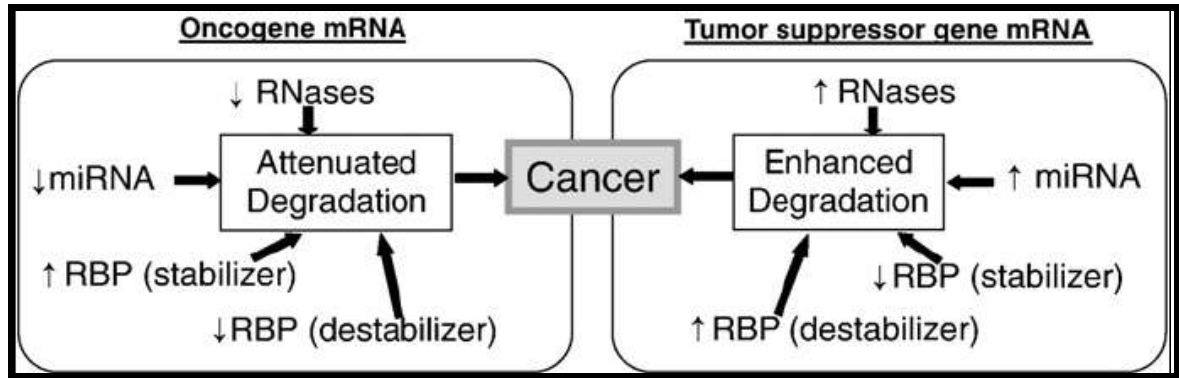 Oncogene mRNA
↓ RNases
↓miRNA
Attenuated
Degradation
↑ RBP (stabilizer)
↓RBP (destabilizer)
Cancer
Tumor suppressor gene mRNA
↑ RNases
Enhanced
Degradation
↑ miRNA
↓RBP (stabilizer)
↑ RBP (destabilizer)